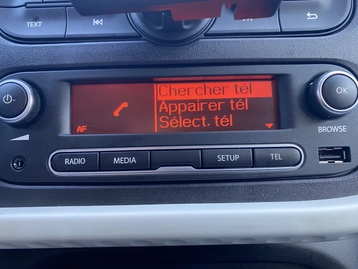 TEXT
Chercher tél
Appairer tél
Sélect. tél
AF
OK
BROWSE
RADIO
MEDIA
SETUP
TEL